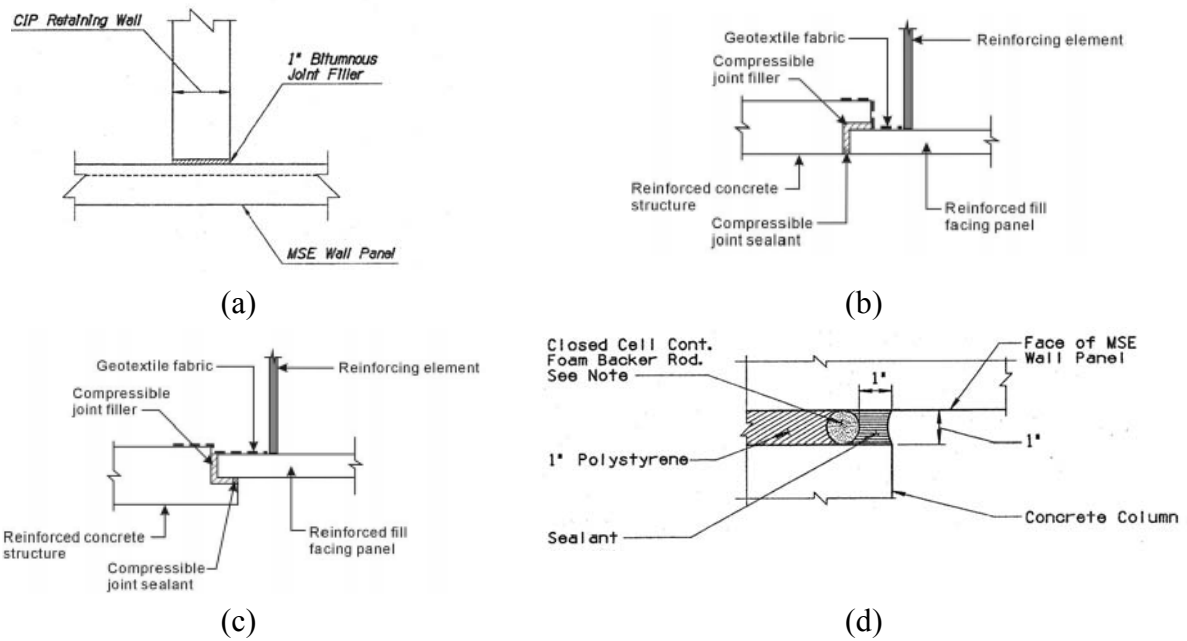 CIP Retaining Wall
1" Bitumnous
Joint Filler
MSE Wall Panel
(a)
Geotextile fabric
Compressible
joint filler
Reinforcing element
Reinforced concrete
structure
Compressible
joint sealant
Reinforced fill
facing panel
(b)
Geotextile fabric
Compressible
joint filler
Reinforcing element
Reinforced concrete
structure
Compressible
joint sealant
Reinforced fill
facing panel
(c)
Closed Cell Cont.
Foam Backer Rod.
See Note
1"
Face of MSE
Wall Panel
1"
1" Polystyrene
Sealant
Concrete Column
(d)